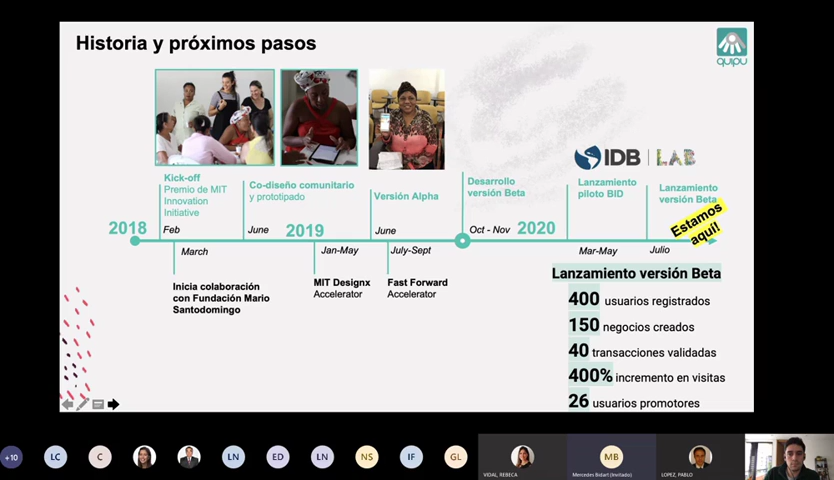 Historia y próximos pasos
quipu
IDB | LAB
Kick-off
Premio de MIT
Innovation
Initiative
Co-diseño comunitario
y prototipado
Versión Alpha
Desarrollo
versión Beta
Lanzamiento
piloto BID
Lanzamiento
versión Beta
Estamos
aquí!
2018
Feb
June
2019
June
Oct - Nov
2020
March
Jan-May
July-Sept
Mar-May
Julio
Inicia colaboración
con Fundación Mario
Santodomingo
MIT Designx
Accelerator
Fast Forward
Accelerator
Lanzamiento versión Beta
400 usuarios registrados
150 negocios creados
40 transacciones validadas
400% incremento en visitas
26 usuarios promotores
+10
LC
C
LN
ED
LN
NS
IF
GL
MB
VIDAL, REBECA
Mercedes Bidart (Invitado)
LOPEZ, PABLO